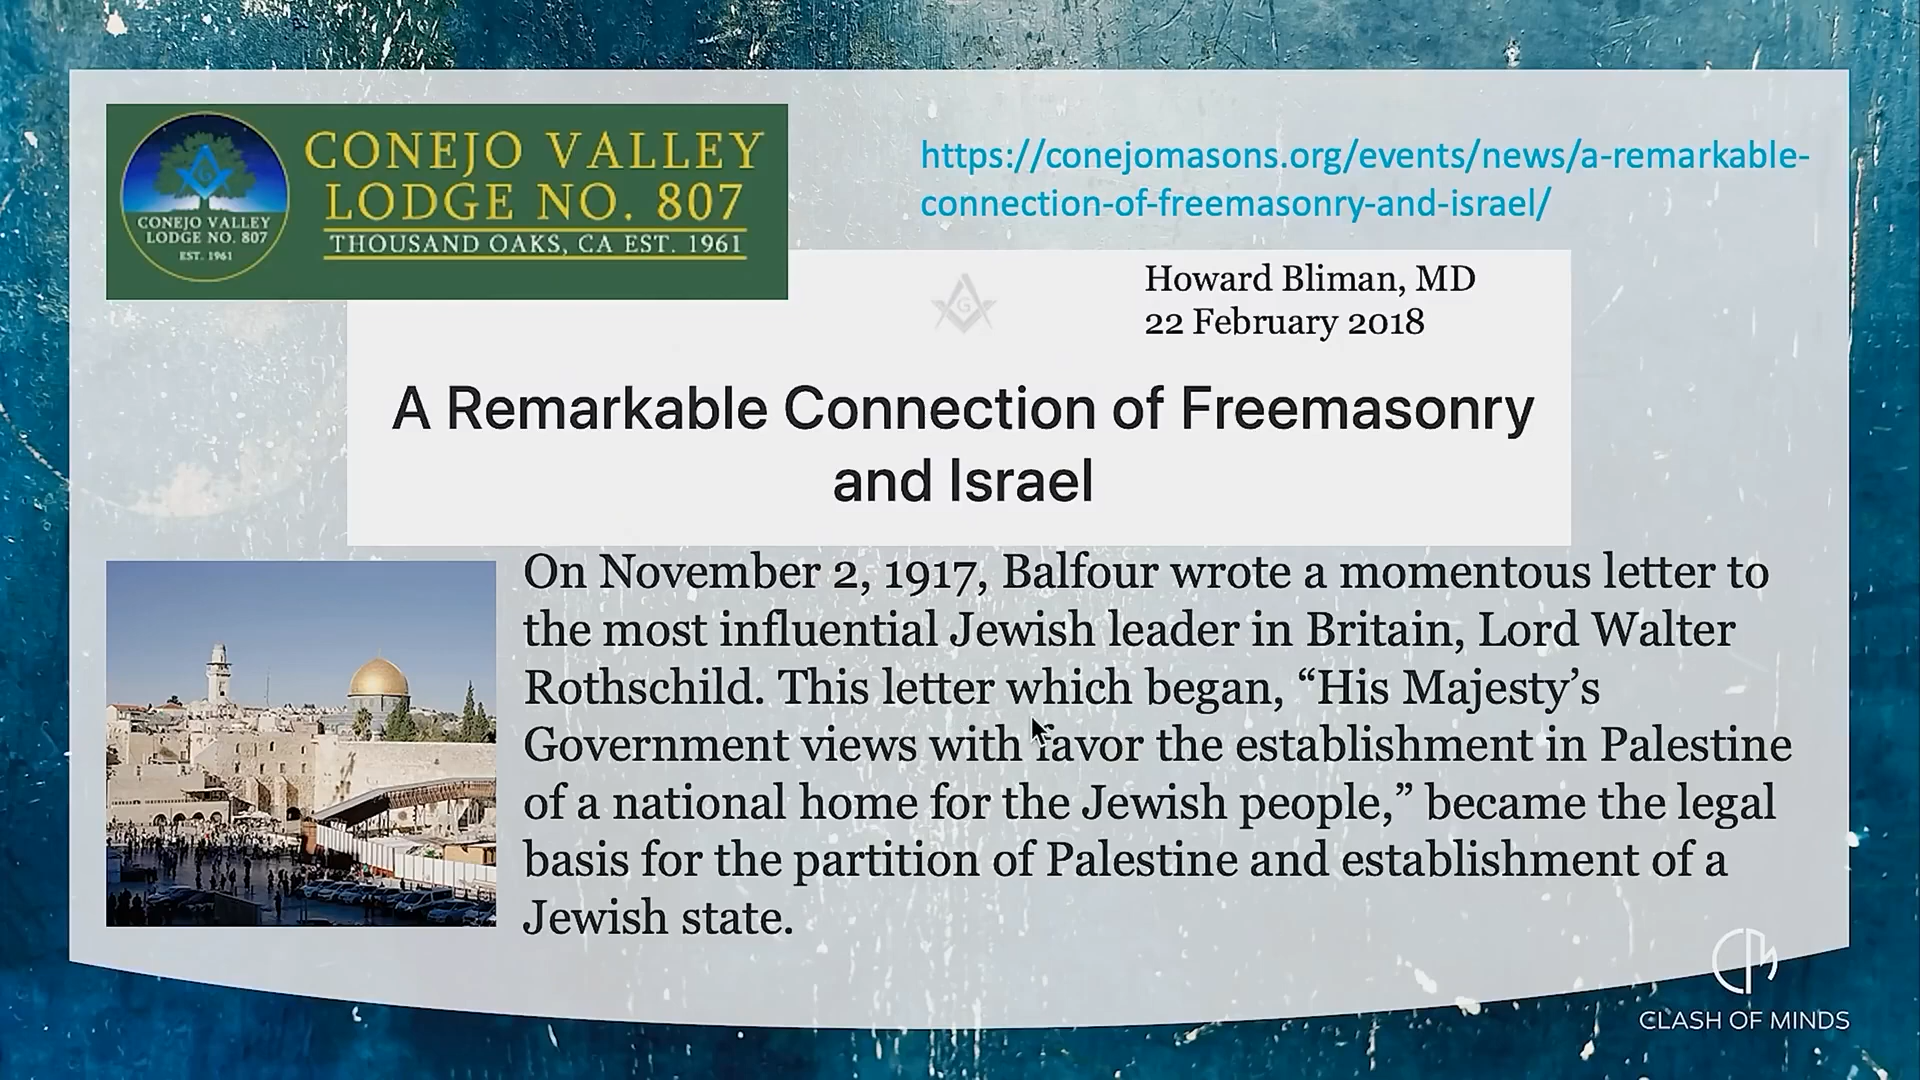 CONEJO VALLEY
LODGE NO. 807
THOUSAND OAKS, CA EST. 1961
CONEJO VALLEY
LODGE NO. 807
EST. 1961
G
https://conejomasons.org/events/news/a-remarkable-
connection-of-freemasonry-and-israel/
G
Howard Bliman, MD
22 February 2018
A Remarkable Connection of Freemasonry
and Israel
On November 2, 1917, Balfour wrote a momentous letter to
the most influential Jewish leader in Britain, Lord Walter
Rothschild. This letter which began, “His Majesty’s
Government views with favor the establishment in Palestine
of a national home for the Jewish people,” became the legal
basis for the partition of Palestine and establishment of a
Jewish state.
CLASH OF MINDS